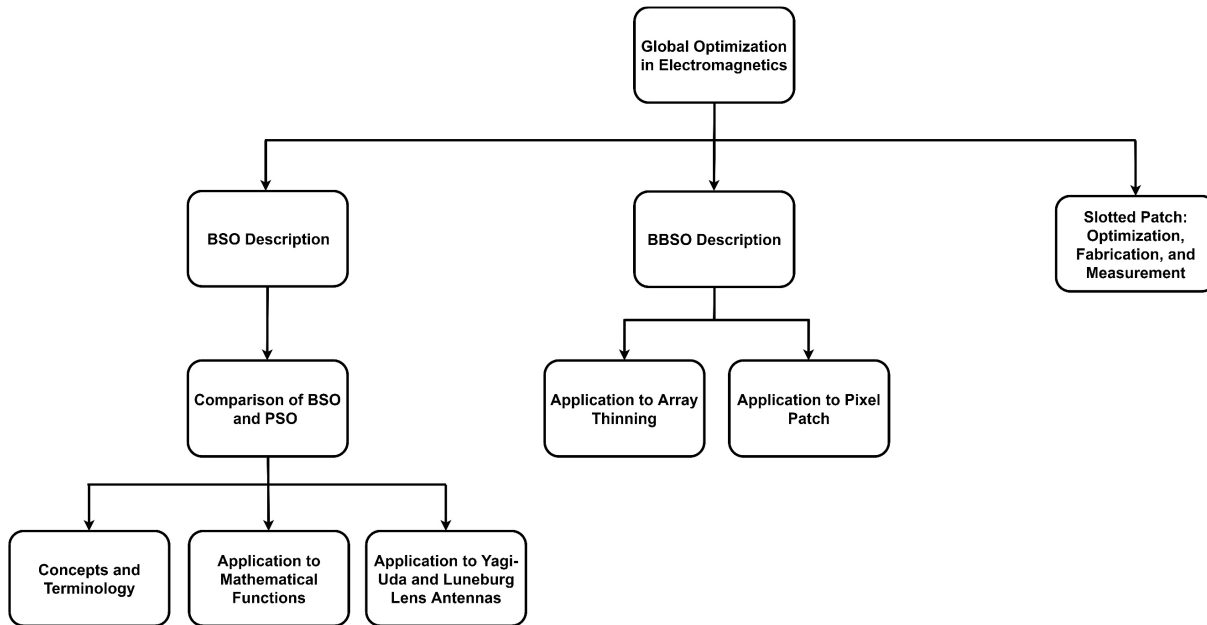 Global Optimization
in Electromagnetics
BSO Description
BBSO Description
Slotted Patch:
Optimization,
Fabrication, and
Measurement
Comparison of BSO
and PSO
Application to Array
Thinning
Application to Pixel
Patch
Concepts and
Terminology
Application to
Mathematical
Functions
Application to Yagi-
Uda and Luneburg
Lens Antennas